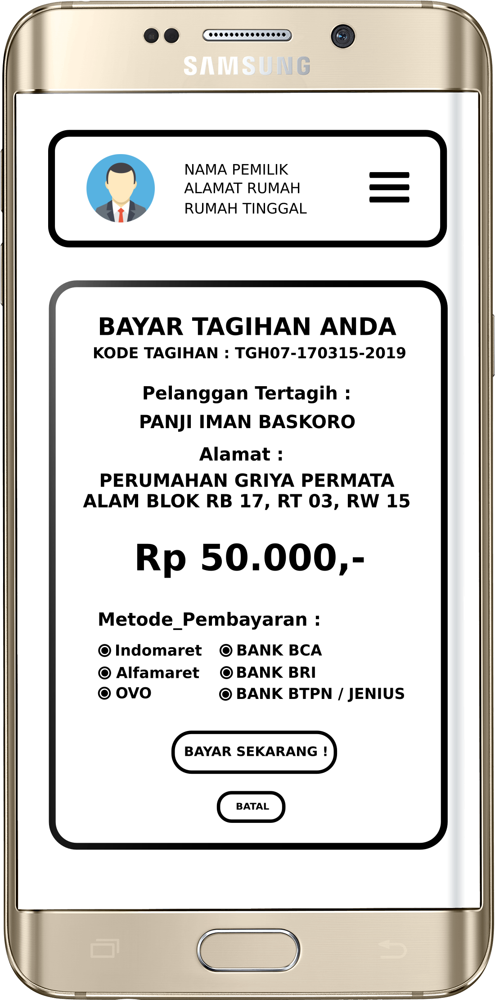 SAMSUNG
NAMA PEMILIK
ALAMAT RUMAH
RUMAH TINGGAL
BAYAR TAGIHAN ANDA
KODE TAGIHAN : TGH07-170315-2019
Pelanggan Tertagih :
PANJI IMAN BASKORO
Alamat :
PERUMAHAN GRIYA PERMATA
ALAM BLOK RB 17, RT 03, RW 15
Rp 50.000,-
Metode_Pembayaran :
Indomaret
BANK BCA
Alfamaret
BANK BRI
OVO
BANK BTPN / JENIUS
BAYAR SEKARANG !
BATAL